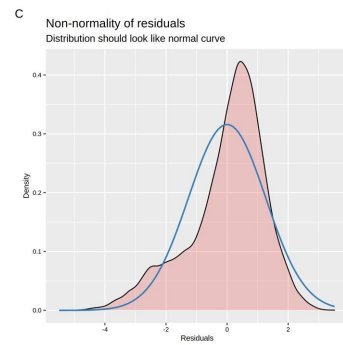 C
Non-normality of residuals
Distribution should look like normal curve
0.4
0.3
0.2
0.1
0.0
Density
-4
-2
0
2
Residuals